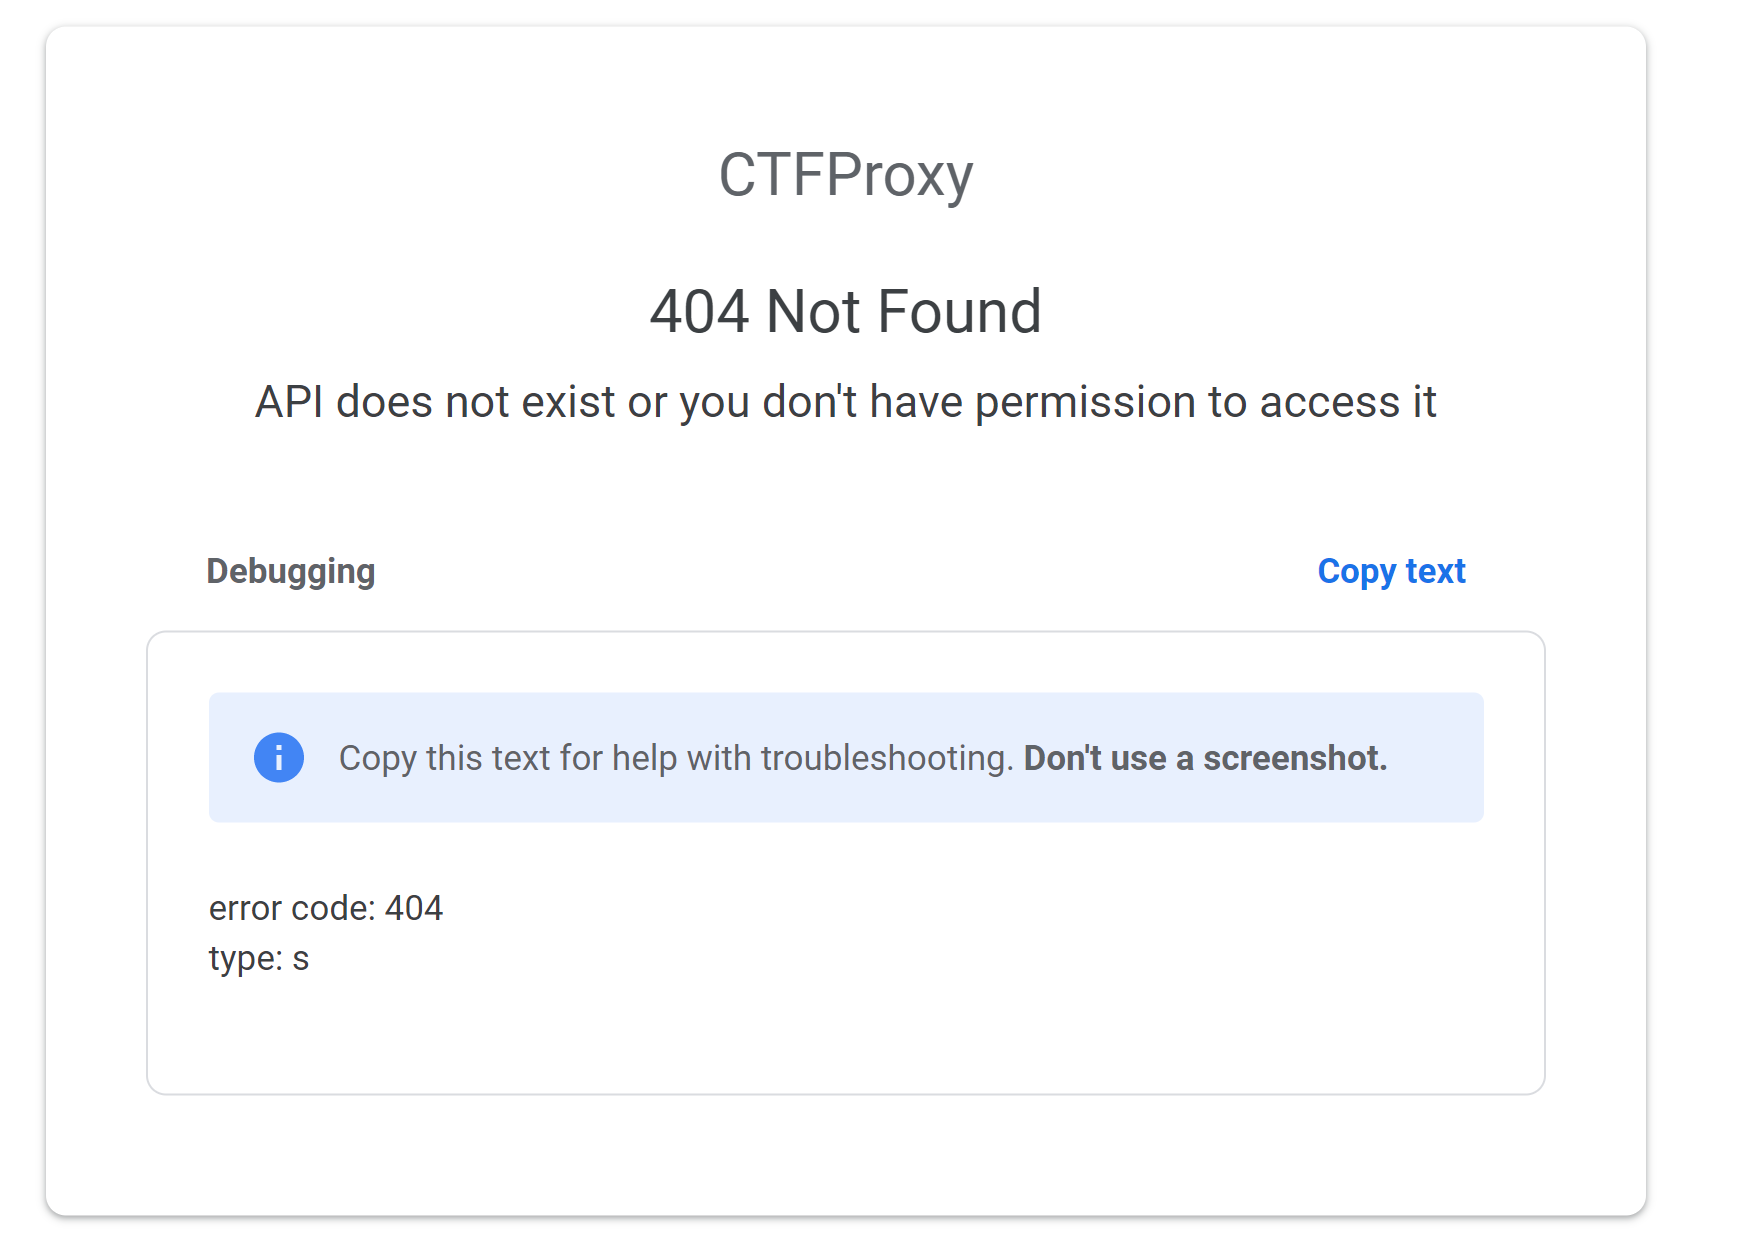 CTFProxy
404 Not Found
API does not exist or you don't have permission to access it
Debugging
Copy text
i
Copy this text for help with troubleshooting. Don't use a screenshot.
error code: 404
type: s